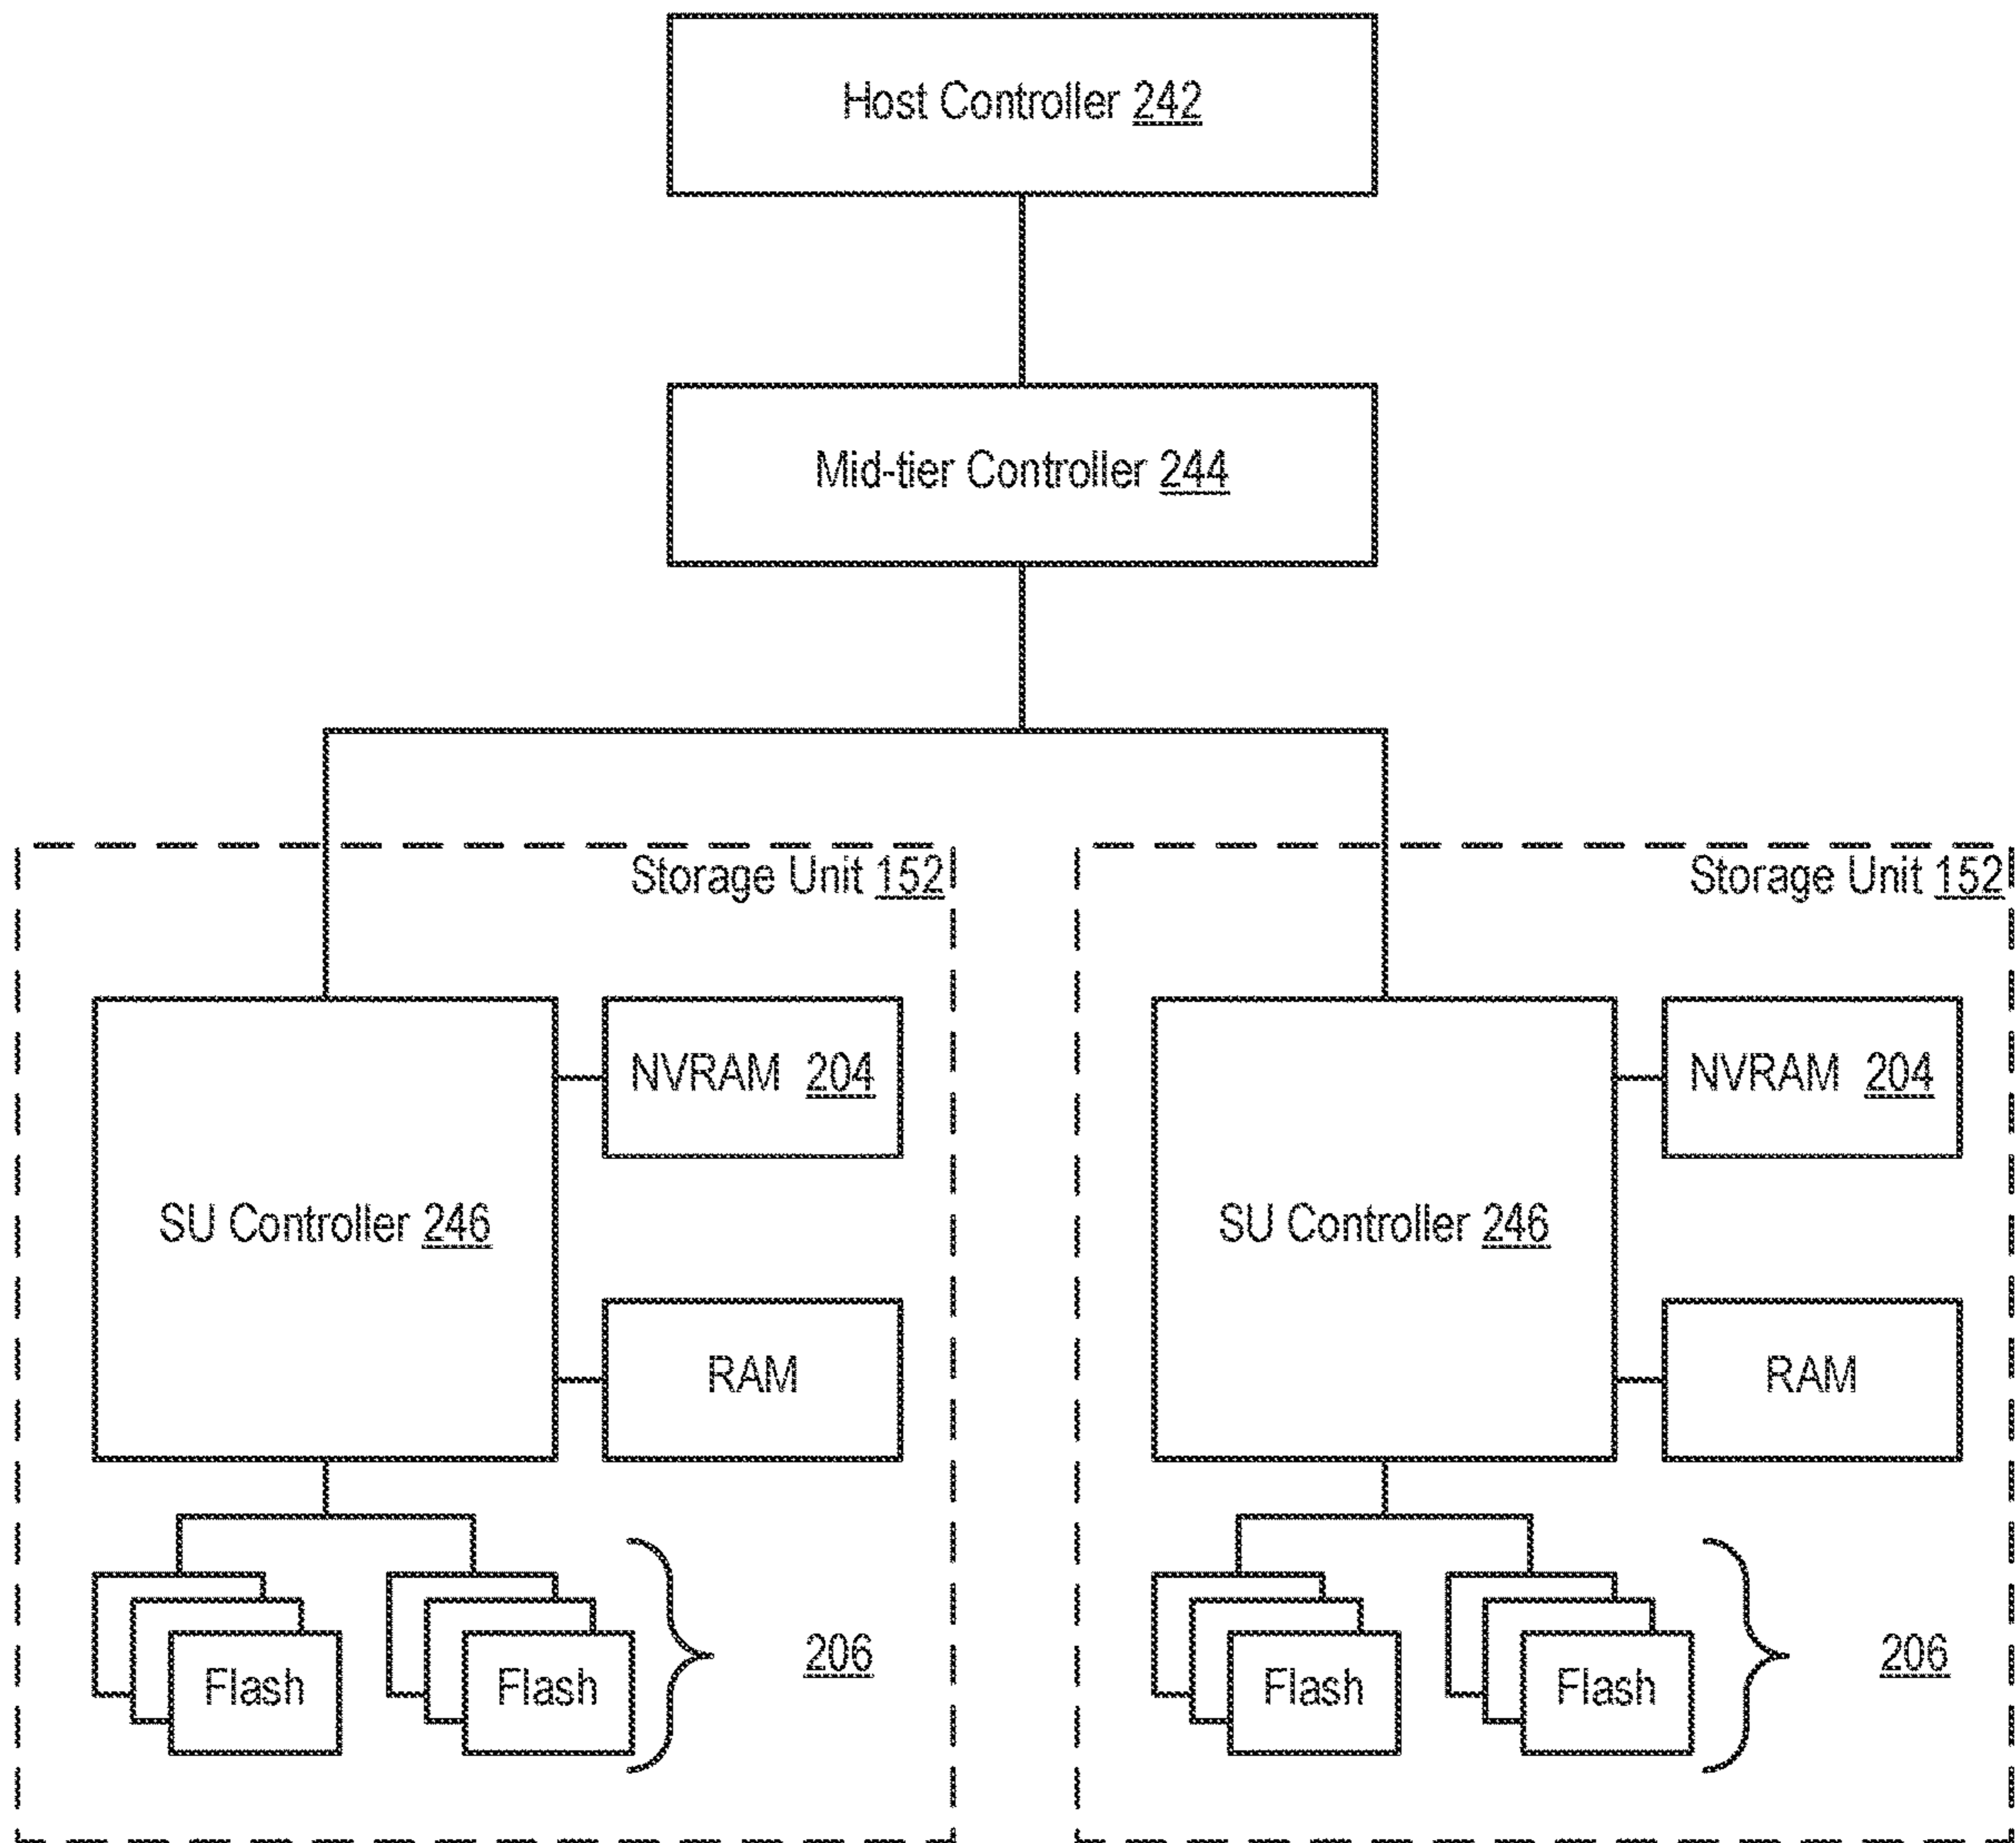 Host Controller 242
Mid-tier Controller 244
Storage Unit 152
Storage Unit 152
NVRAM 204
NVRAM 204
SU Controller 246
SU Controller 246
RAM
RAM
Flash
Flash
206
Flash
Flash
206